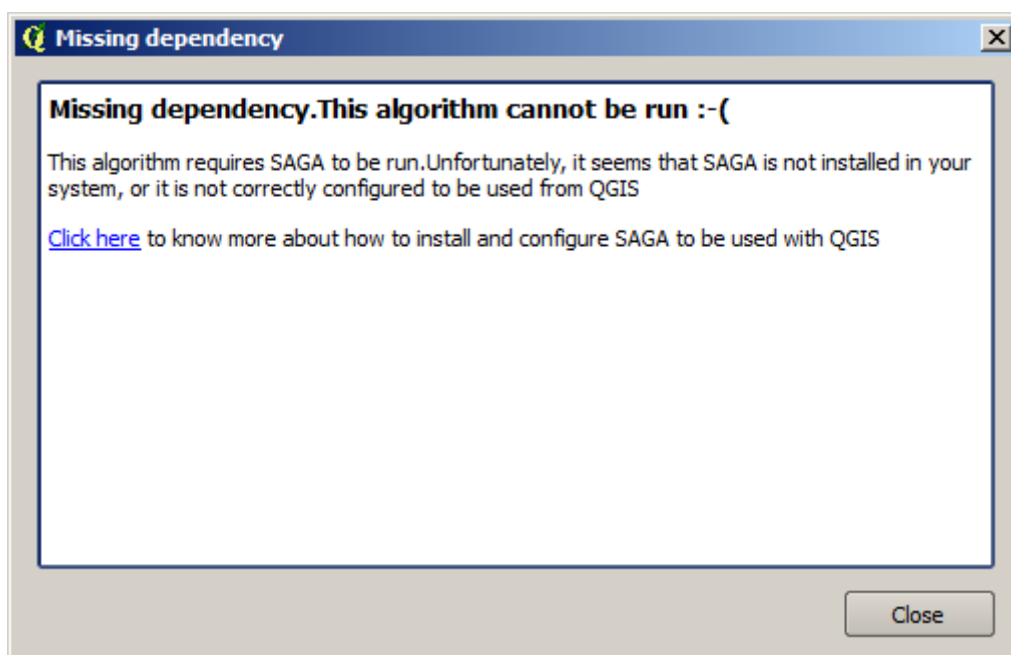 Missing dependency
Missing dependency.This algorithm cannot be run :-(
This algorithm requires SAGA to be run.Unfortunately, it seems that SAGA is not installed in your
system, or it is not correctly configured to be used from QGIS
Click here to know more about how to install and configure SAGA to be used with QGIS
Close